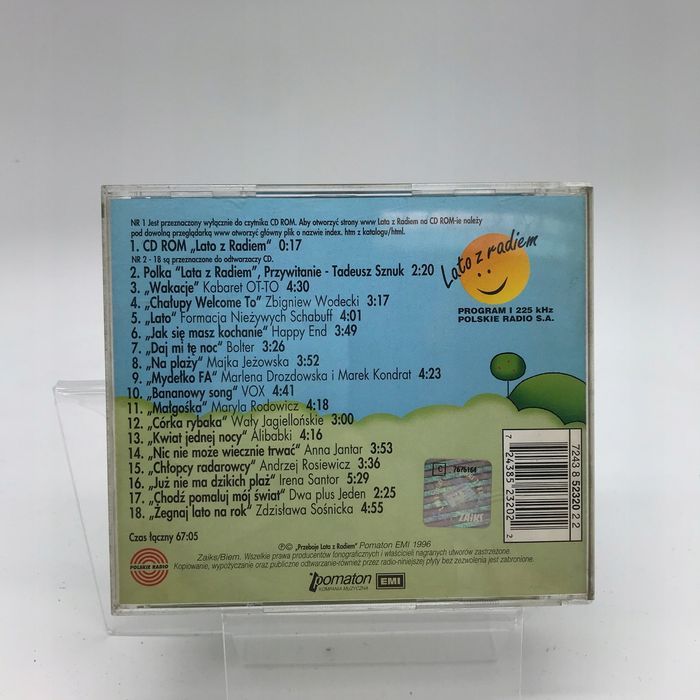 NR 1 Jest przeznaczony wyłącznie do czytnika CD ROM. Aby otworzyć strony www Lata z Radiem na CD ROM-ie należy
pod dowolną przeglądarką www otworzyć główny plik o nazwie index. htm z katalogu/html.
1. CD ROM „Lato z Radiem" 0:17
NR 2 - 18 są przeznaczone do odtwarzaczy CD.
2. Polka "Lata z Radiem", Przywitanie - Tadeusz Sznuk 2:20
3. „Wakacje" Kabaret OT-TO 4:30
4. „Chałupy Welcome To" Zbigniew Wodecki 3:17
5. „Lato" Formacja Nieżywych Schabuff 4:01
6. „Jak się masz kochanie" Happy End 3:49
7. „Daj mi tę noc" Bolter 3:26
8. „Na plaży" Majka Jeżowska 3:52
9. „Mydełko FA" Marlena Drozdowska i Marek Kondrat 4:23
10. „Bananowy song" VOX 4:41
11. „Małgośka" Maryla Rodowicz 4:18
12. „Córka rybaka" Wały Jagiellońskie 3:00
13. „Kwiat jednej nocy" Alibabki 4:16
14. „Nic nie może wiecznie trwać" Anna Jantar 3:53
15. „Chłopcy radarowcy" Andrzej Rosiewicz 3:36
16. „Już nie ma dzikich plaż" Irena Santor 5:29
17. „Chodź pomaluj mój świat" Dwa plus Jeden 2:25
18. „Żegnaj lato na rok" Zdzisława Sośnicka 4:55
Czas łączny 67:05
Lato z radiem
PROGRAM I 225 kHz
POLSKIE RADIO S.A.
C 7675164
ZAIKS
7243 8 52320 2 2
7 24385 23202 2
℗© „Przeboje Lata z Radiem" Pomaton EMI 1996
Zaiks/Biem. Wszelkie prawa producentów fonograficznych i właścicieli nagranych utworów zastrzeżone.
Kopiowanie, wypożyczanie oraz publiczne odtwarzanie-również przez radio-niniejszej płyty bez zezwolenia jest zabronione.
POLSKIE RADIO
pomaton EMI
KOMPANIA MUZYCZNA